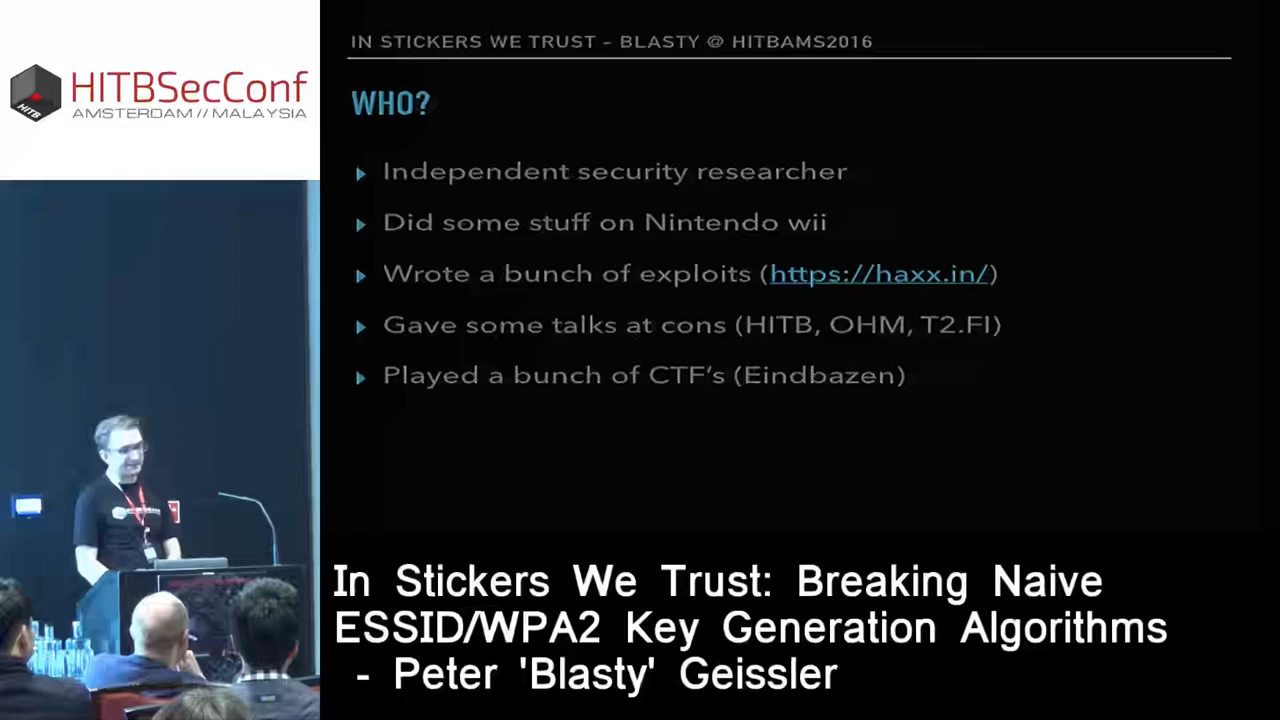 IN STICKERS WE TRUST – BLASTY @ HITBAMS2016
HITBSecConf
AMSTERDAM // MALAYSIA
HITB
WHO?
Independent security researcher
Did some stuff on Nintendo wii
Wrote a bunch of exploits (https://haxx.in/)
Gave some talks at cons (HITB, OHM, T2.FI)
Played a bunch of CTF’s (Eindbazen)
In Stickers We Trust: Breaking Naive
ESSID/WPA2 Key Generation Algorithms
- Peter 'Blasty' Geissler